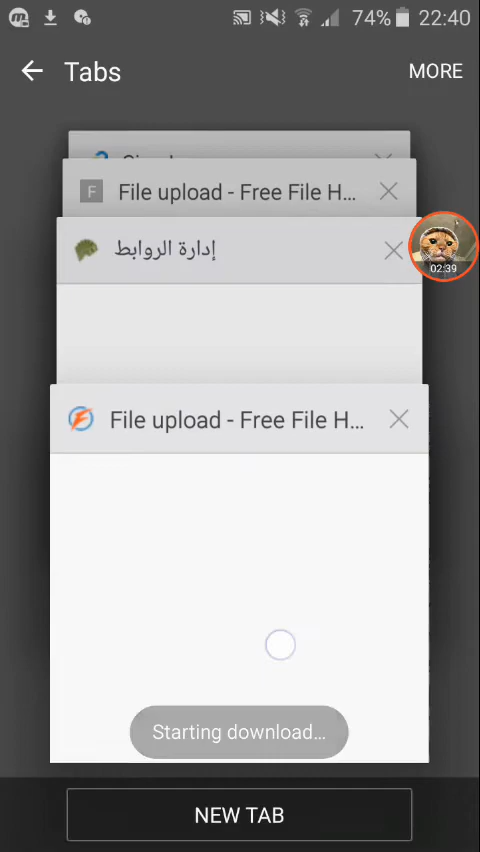 74% 22:40
Tabs MORE
F File upload - Free File H...
إدارة الروابط
02:39
File upload - Free File H...
Starting download...
NEW TAB